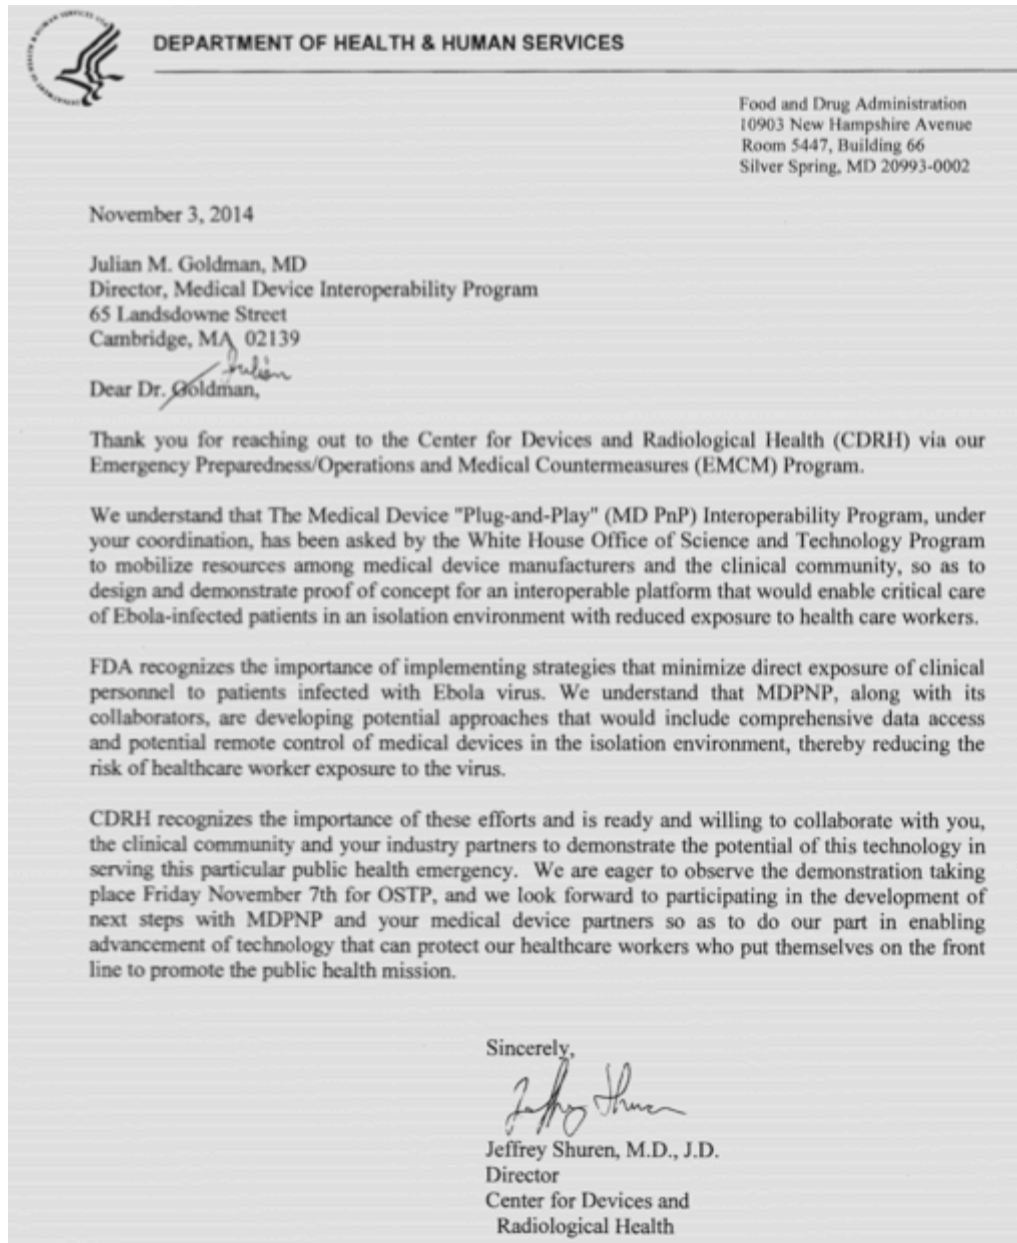 DEPARTMENT OF HEALTH & HUMAN SERVICES
Food and Drug Administration
10903 New Hampshire Avenue
Room 5447, Building 66
Silver Spring, MD 20993-0002
November 3, 2014
Julian M. Goldman, MD
Director, Medical Device Interoperability Program
65 Landsdowne Street
Cambridge, MA 02139
Julian
Dear Dr. Goldman,
Thank you for reaching out to the Center for Devices and Radiological Health (CDRH) via our
Emergency Preparedness/Operations and Medical Countermeasures (EMCM) Program.
We understand that The Medical Device "Plug-and-Play" (MD PnP) Interoperability Program, under
your coordination, has been asked by the White House Office of Science and Technology Program
to mobilize resources among medical device manufacturers and the clinical community, so as to
design and demonstrate proof of concept for an interoperable platform that would enable critical care
of Ebola-infected patients in an isolation environment with reduced exposure to health care workers.
FDA recognizes the importance of implementing strategies that minimize direct exposure of clinical
personnel to patients infected with Ebola virus. We understand that MDPNP, along with its
collaborators, are developing potential approaches that would include comprehensive data access
and potential remote control of medical devices in the isolation environment, thereby reducing the
risk of healthcare worker exposure to the virus.
CDRH recognizes the importance of these efforts and is ready and willing to collaborate with you,
the clinical community and your industry partners to demonstrate the potential of this technology in
serving this particular public health emergency. We are eager to observe the demonstration taking
place Friday November 7th for OSTP, and we look forward to participating in the development of
next steps with MDPNP and your medical device partners so as to do our part in enabling
advancement of technology that can protect our healthcare workers who put themselves on the front
line to promote the public health mission.
Sincerely,
Jeffrey Shuren
Jeffrey Shuren, M.D., J.D.
Director
Center for Devices and
Radiological Health